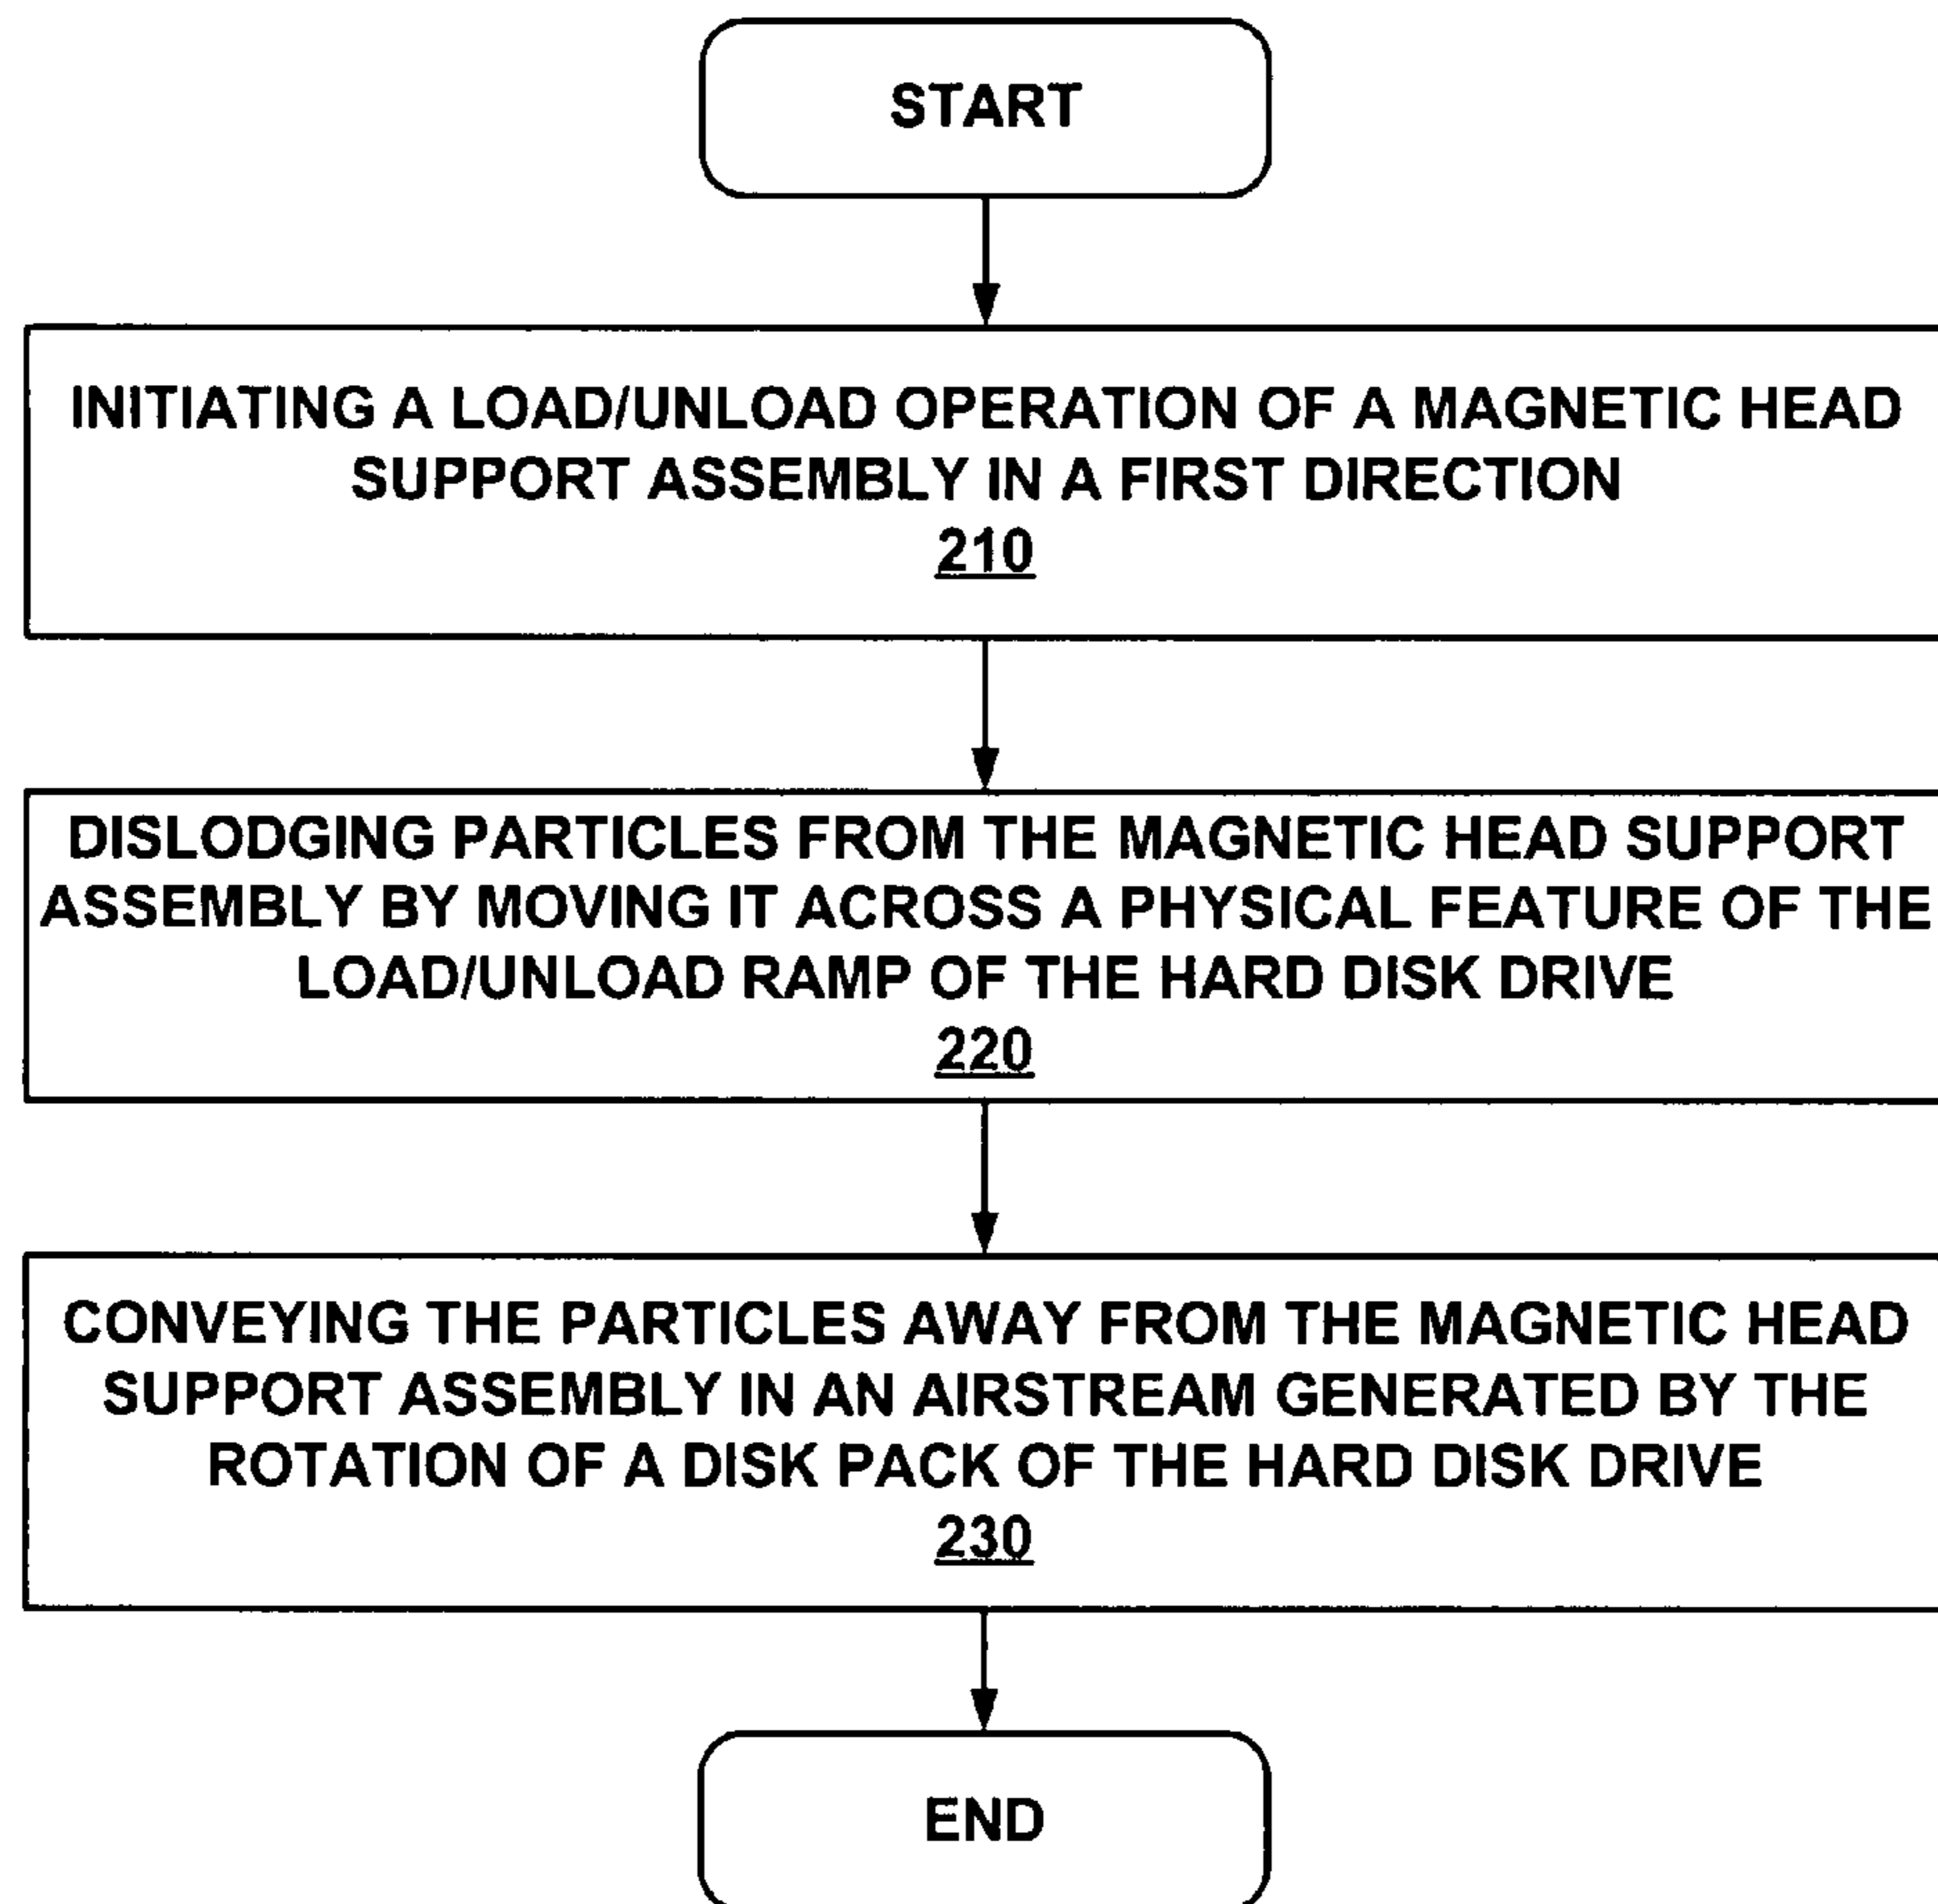 START
INITIATING A LOAD/UNLOAD OPERATION OF A MAGNETIC HEAD
SUPPORT ASSEMBLY IN A FIRST DIRECTION
210
DISLODGING PARTICLES FROM THE MAGNETIC HEAD SUPPORT
ASSEMBLY BY MOVING IT ACROSS A PHYSICAL FEATURE OF THE
LOAD/UNLOAD RAMP OF THE HARD DISK DRIVE
220
CONVEYING THE PARTICLES AWAY FROM THE MAGNETIC HEAD
SUPPORT ASSEMBLY IN AN AIRSTREAM GENERATED BY THE
ROTATION OF A DISK PACK OF THE HARD DISK DRIVE
230
END